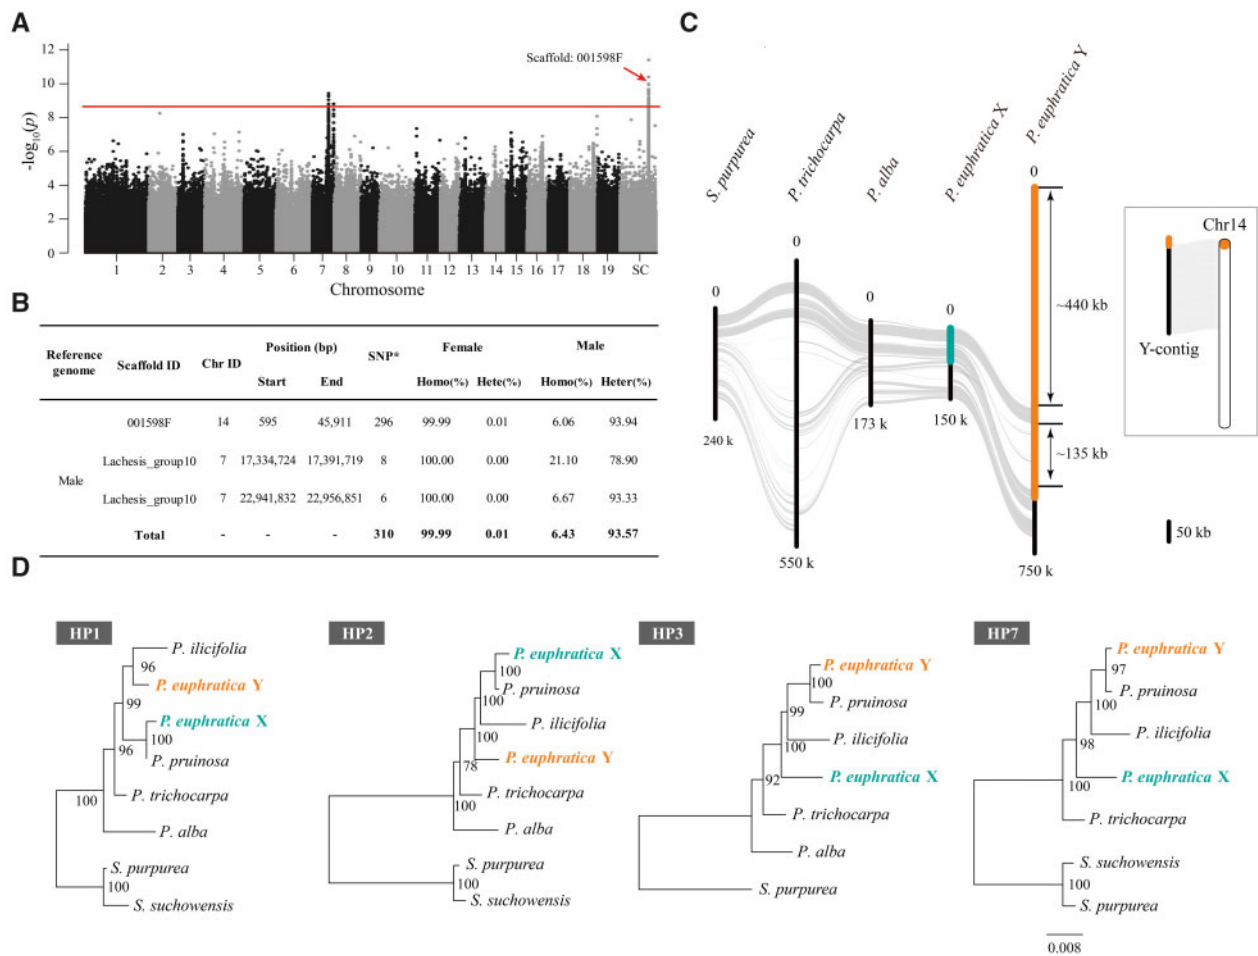 A
12
10
8
6
4
2
0
-log10(p)
Scaffold: 001598F
1 2 3 4 5 6 7 8 9 10 11 12 13 14 15 16 17 18 19 SC
Chromosome
B
Reference genome Scaffold ID Chr ID Position (bp) SNP* Female Male
Start End Homo(%) Hete(%) Homo(%) Heter(%)
001598F 14 595 45,911 296 99.99 0.01 6.06 93.94
Lachesis_group10 7 17,334,724 17,391,719 8 100.00 0.00 21.10 78.90
Male
Lachesis_group10 7 22,941,832 22,956,851 6 100.00 0.00 6.67 93.33
Total - - - 310 99.99 0.01 6.43 93.57
C
S. purpurea
P. trichocarpa
P. alba
P. euphratica X
P. euphratica Y
0
0
0
0
0
240 k
550 k
173 k
150 k
750 k
~440 kb
~135 kb
50 kb
Chr14
Y-contig
D
HP1
P. ilicifolia
96
P. euphratica Y
99
P. euphratica X
100
96
P. pruinosa
P. trichocarpa
100
P. alba
S. purpurea
100
S. suchowensis
HP2
P. euphratica X
100
P. pruinosa
100
P. ilicifolia
100
P. euphratica Y
78
P. trichocarpa
100
P. alba
S. purpurea
100
S. suchowensis
HP3
P. euphratica Y
100
P. pruinosa
99
P. ilicifolia
100
P. euphratica X
92
P. trichocarpa
P. alba
S. purpurea
HP7
P. euphratica Y
97
P. pruinosa
100
P. ilicifolia
98
P. euphratica X
100
P. trichocarpa
S. suchowensis
100
S. purpurea
0.008